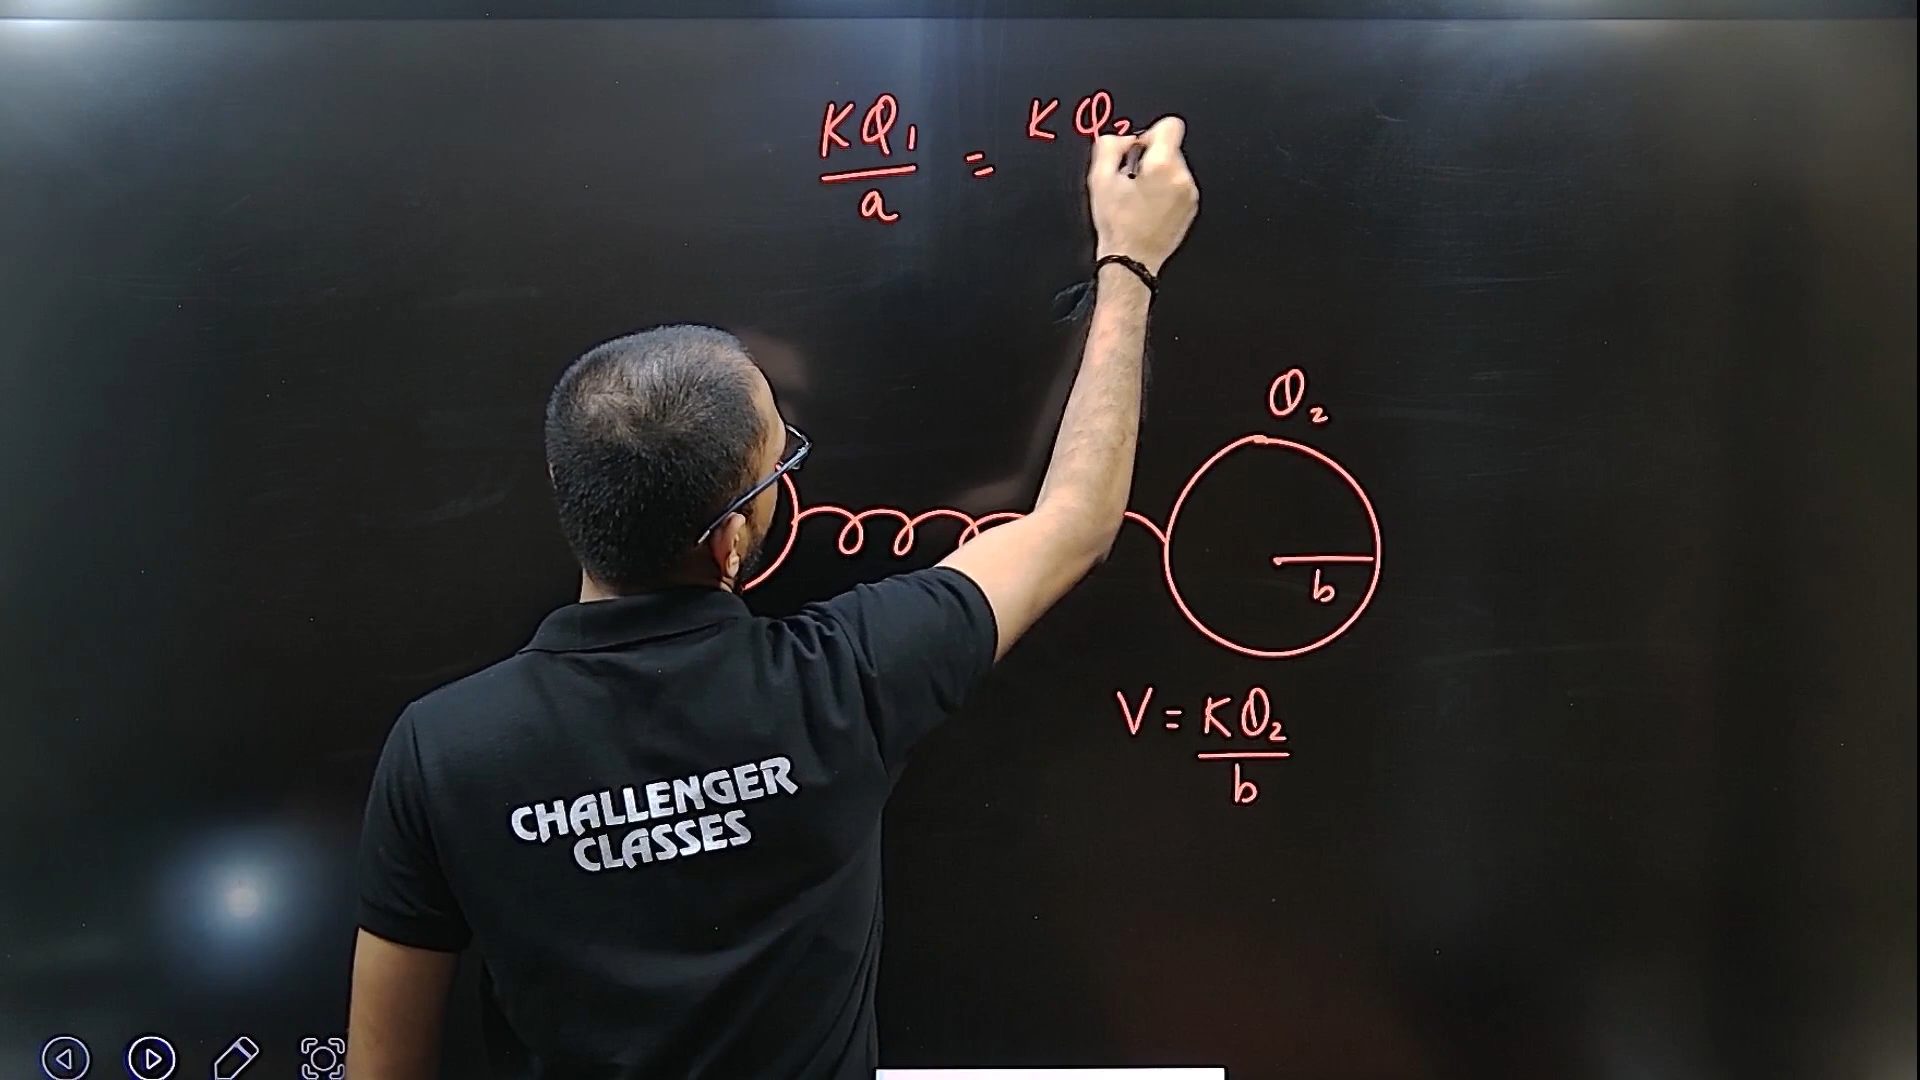 KQ1 = KQ2
a
Q2
b
V = KQ2
b
CHALLENGER
CLASSES